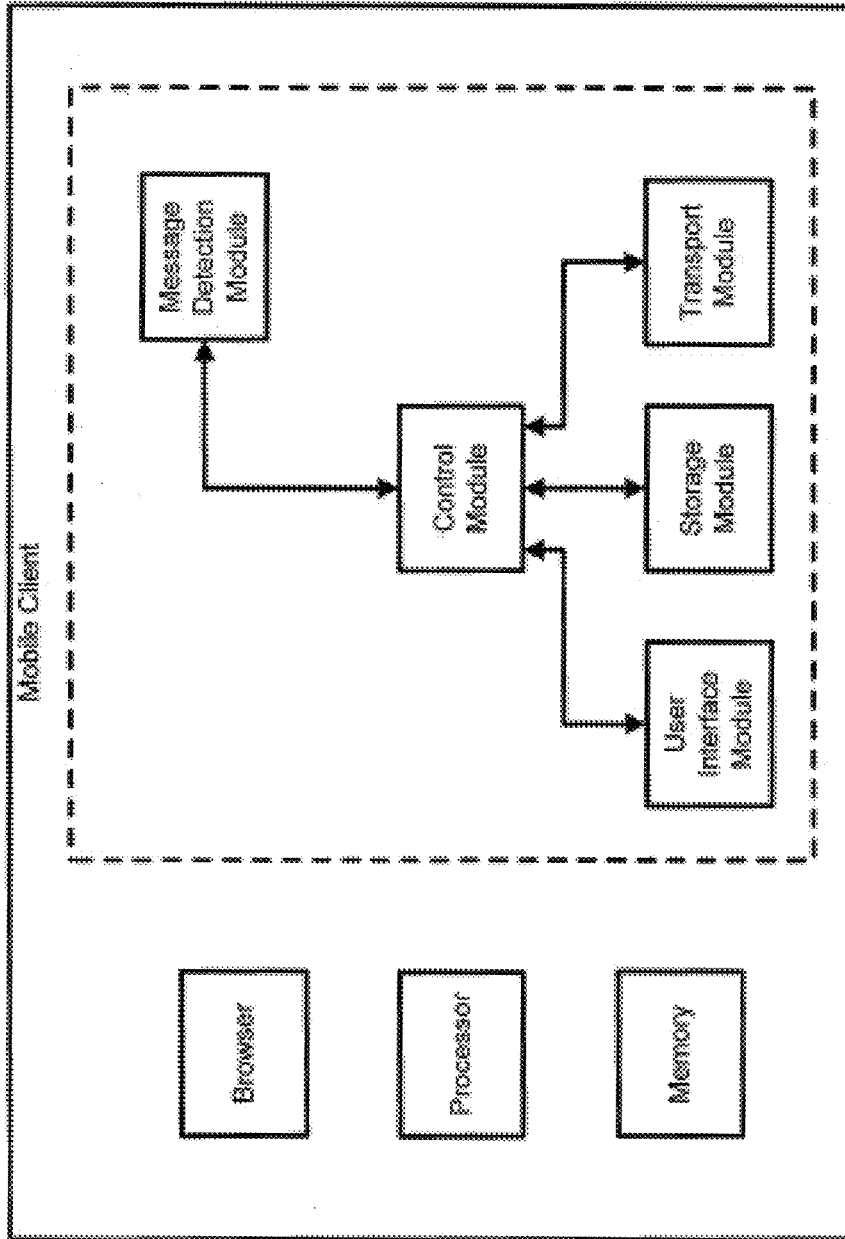 Mobile Client
Browser
Processor
Memory
Message
Detection
Module
Control
Module
User
Interface
Module
Storage
Module
Transport
Module